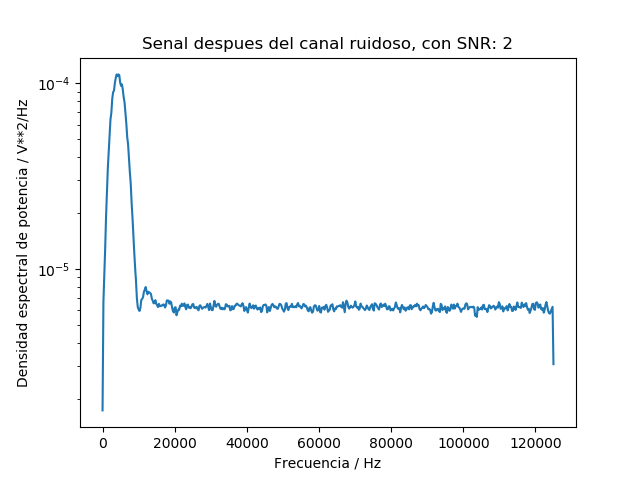 Senal despues del canal ruidoso, con SNR: 2
Densidad espectral de potencia / V**2/Hz
10⁻⁴
10⁻⁵
0 20000 40000 60000 80000 100000 120000
Frecuencia / Hz